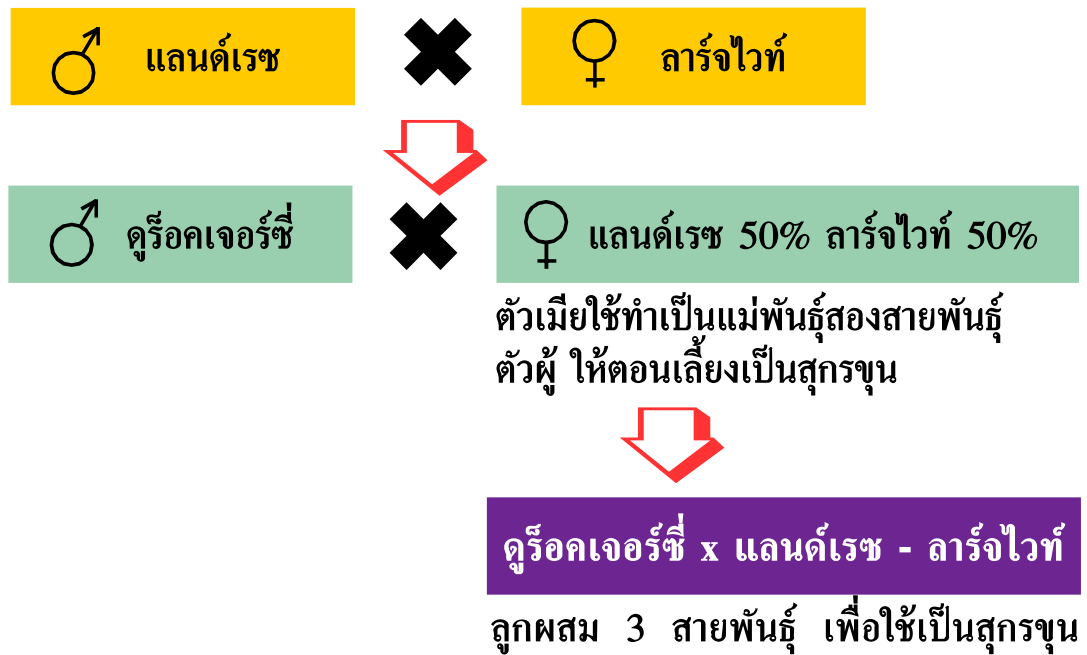 ♂ แลนด์เรซ ✖ ♀ ลาร์จไวท์
♂ ดูร็อคเจอร์ซี่ ✖ ♀ แลนด์เรซ 50% ลาร์จไวท์ 50%
ตัวเมียใช้ทำเป็นแม่พันธุ์สองสายพันธุ์
ตัวผู้ ให้ตอนเลี้ยงเป็นสุกรขุน
ดูร็อคเจอร์ซี่ x แลนด์เรซ - ลาร์จไวท์
ลูกผสม 3 สายพันธุ์ เพื่อใช้เป็นสุกรขุน